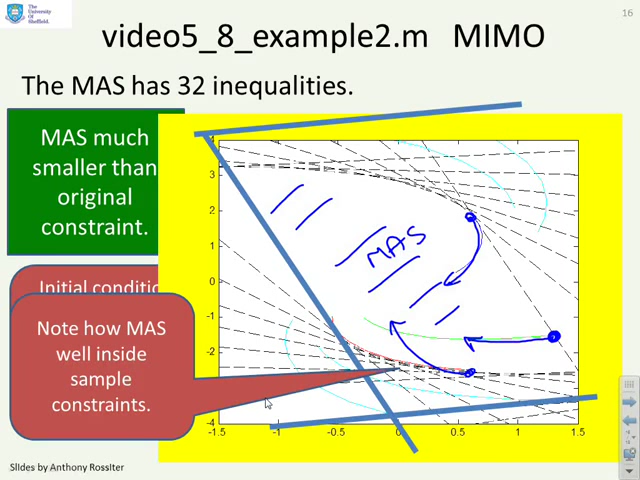 The
University
Of
Sheffield.
16
video5_8_example2.m MIMO
The MAS has 32 inequalities.
MAS much
smaller than
original
constraint.
Initial conditio
Note how MAS
well inside
sample
constraints.
MAS
4
3
2
1
0
-1
-2
-3
-4
-1.5
-1
-0.5
0
0.5
1
1.5
Slides by Anthony Rossiter